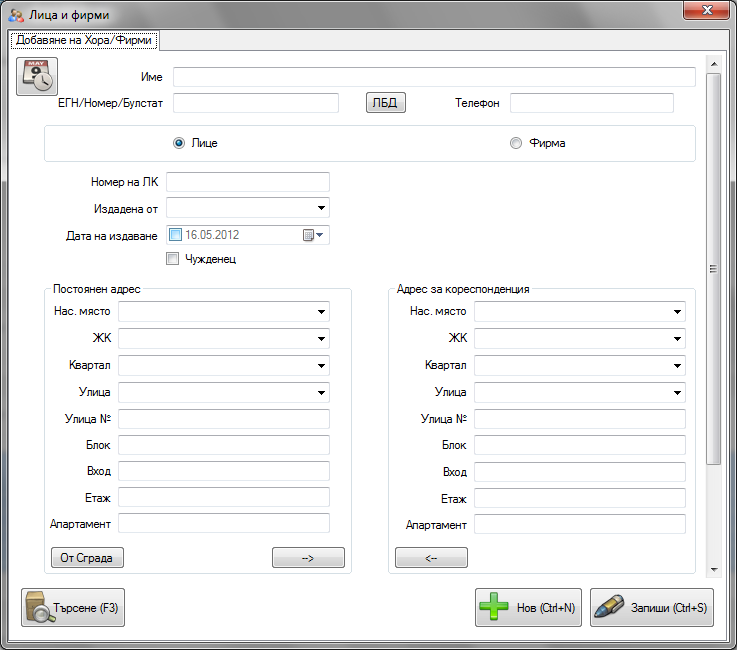 Лица и фирми
Добавяне на Хора/Фирми
MAY
9
Име
ЕГН/Номер/Булстат
ЛБД
Телефон
Лице
Фирма
Номер на ЛК
Издадена от
Дата на издаване
16.05.2012
Чужденец
Постоянен адрес
Нас. място
ЖК
Квартал
Улица
Улица №
Блок
Вход
Етаж
Апартамент
От Сграда
-->
Адрес за кореспонденция
Нас. място
ЖК
Квартал
Улица
Улица №
Блок
Вход
Етаж
Апартамент
<--
Търсене (F3)
Нов (Ctrl+N)
Запиши (Ctrl+S)